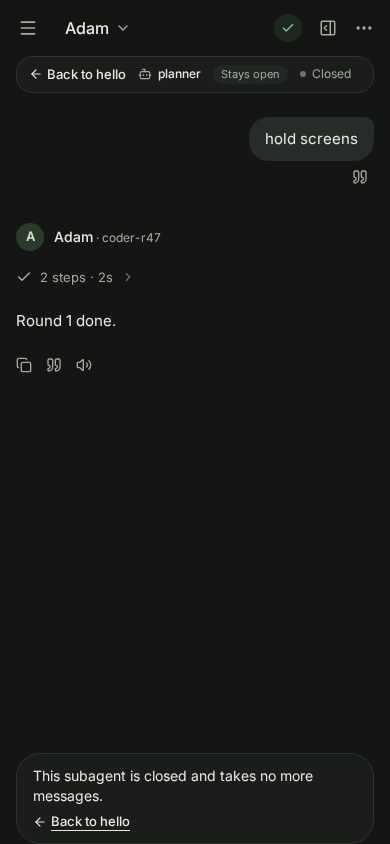 Adam
Back to hello planner Stays open Closed
hold screens
A Adam · coder-r47
2 steps · 2s
Round 1 done.
This subagent is closed and takes no more
messages.
Back to hello